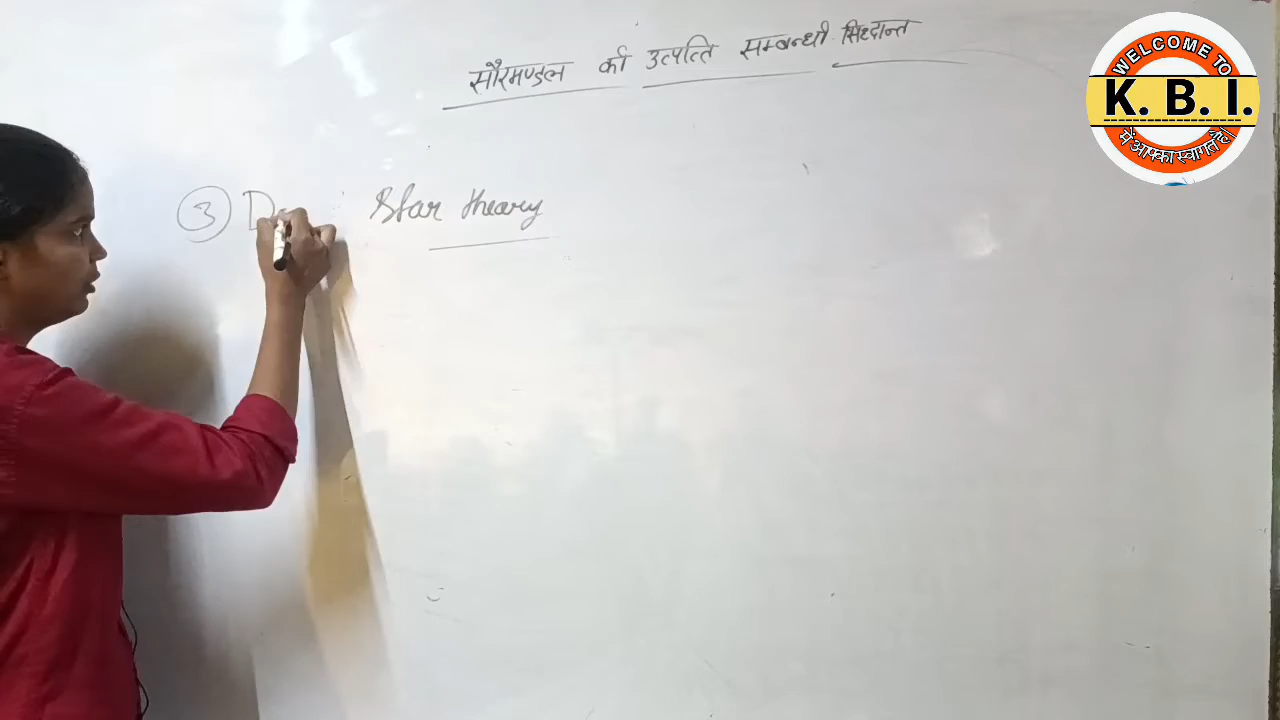 सौरमण्डल की उत्पत्ति सम्बन्धी सिध्दान्त
WELCOME TO
K. B. I.
में आपका स्वागत है।
3 Star theory